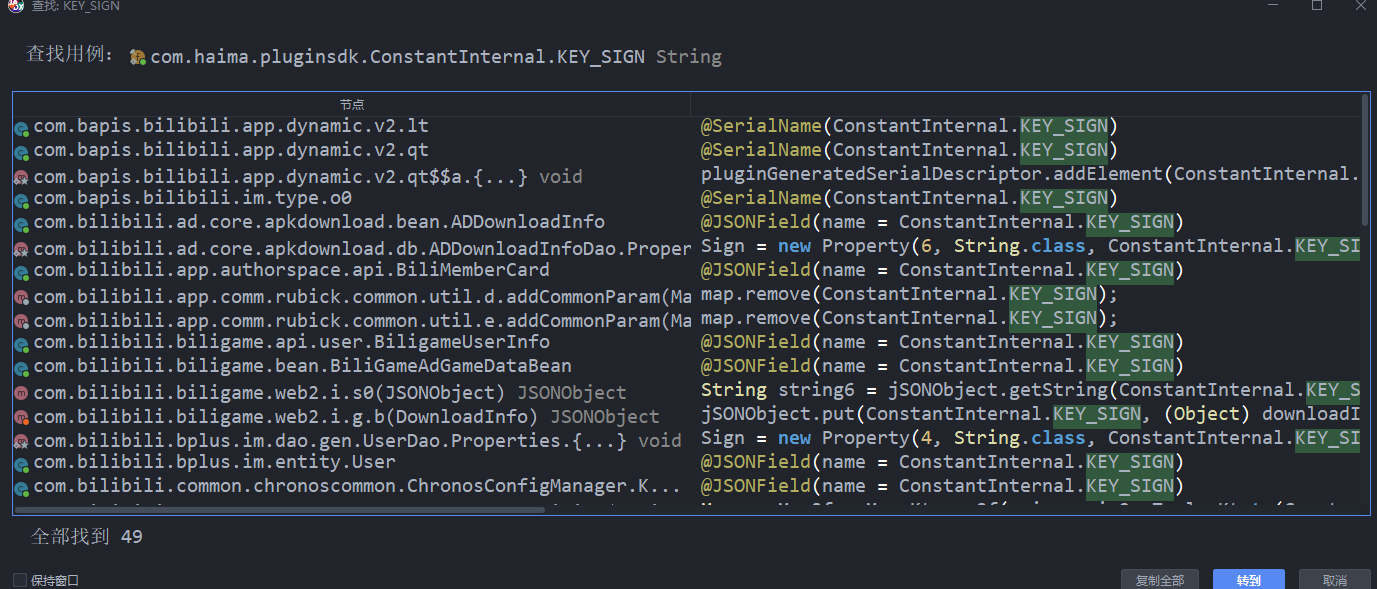 查找: KEY_SIGN
查找用例: com.haima.pluginsdk.ConstantInternal.KEY_SIGN String
节点
com.bapis.bilibili.app.dynamic.v2.lt @SerialName(ConstantInternal.KEY_SIGN)
com.bapis.bilibili.app.dynamic.v2.qt @SerialName(ConstantInternal.KEY_SIGN)
com.bapis.bilibili.app.dynamic.v2.qt$$a.{...} void pluginGeneratedSerialDescriptor.addElement(ConstantInternal.
com.bapis.bilibili.im.type.o0 @SerialName(ConstantInternal.KEY_SIGN)
com.bilibili.ad.core.apkdownload.bean.ADDownloadInfo @JSONField(name = ConstantInternal.KEY_SIGN)
com.bilibili.ad.core.apkdownload.db.ADDownloadInfoDao.Proper Sign = new Property(6, String.class, ConstantInternal.KEY_SI
com.bilibili.app.authorspace.api.BiliMemberCard @JSONField(name = ConstantInternal.KEY_SIGN)
com.bilibili.app.comm.rubick.common.util.d.addCommonParam(Ma map.remove(ConstantInternal.KEY_SIGN);
com.bilibili.app.comm.rubick.common.util.e.addCommonParam(Ma map.remove(ConstantInternal.KEY_SIGN);
com.bilibili.biligame.api.user.BiligameUserInfo @JSONField(name = ConstantInternal.KEY_SIGN)
com.bilibili.biligame.bean.BiliGameAdGameDataBean @JSONField(name = ConstantInternal.KEY_SIGN)
com.bilibili.biligame.web2.i.s0(JSONObject) JSONObject String string6 = jSONObject.getString(ConstantInternal.KEY_S
com.bilibili.biligame.web2.i.g.b(DownloadInfo) JSONObject jSONObject.put(ConstantInternal.KEY_SIGN, (Object) downloadI
com.bilibili.bplus.im.dao.gen.UserDao.Properties.{...} void Sign = new Property(4, String.class, ConstantInternal.KEY_SI
com.bilibili.bplus.im.entity.User @JSONField(name = ConstantInternal.KEY_SIGN)
com.bilibili.common.chronoscommon.ChronosConfigManager.K... @JSONField(name = ConstantInternal.KEY_SIGN)
全部找到 49
保持窗口
复制全部 转到 取消